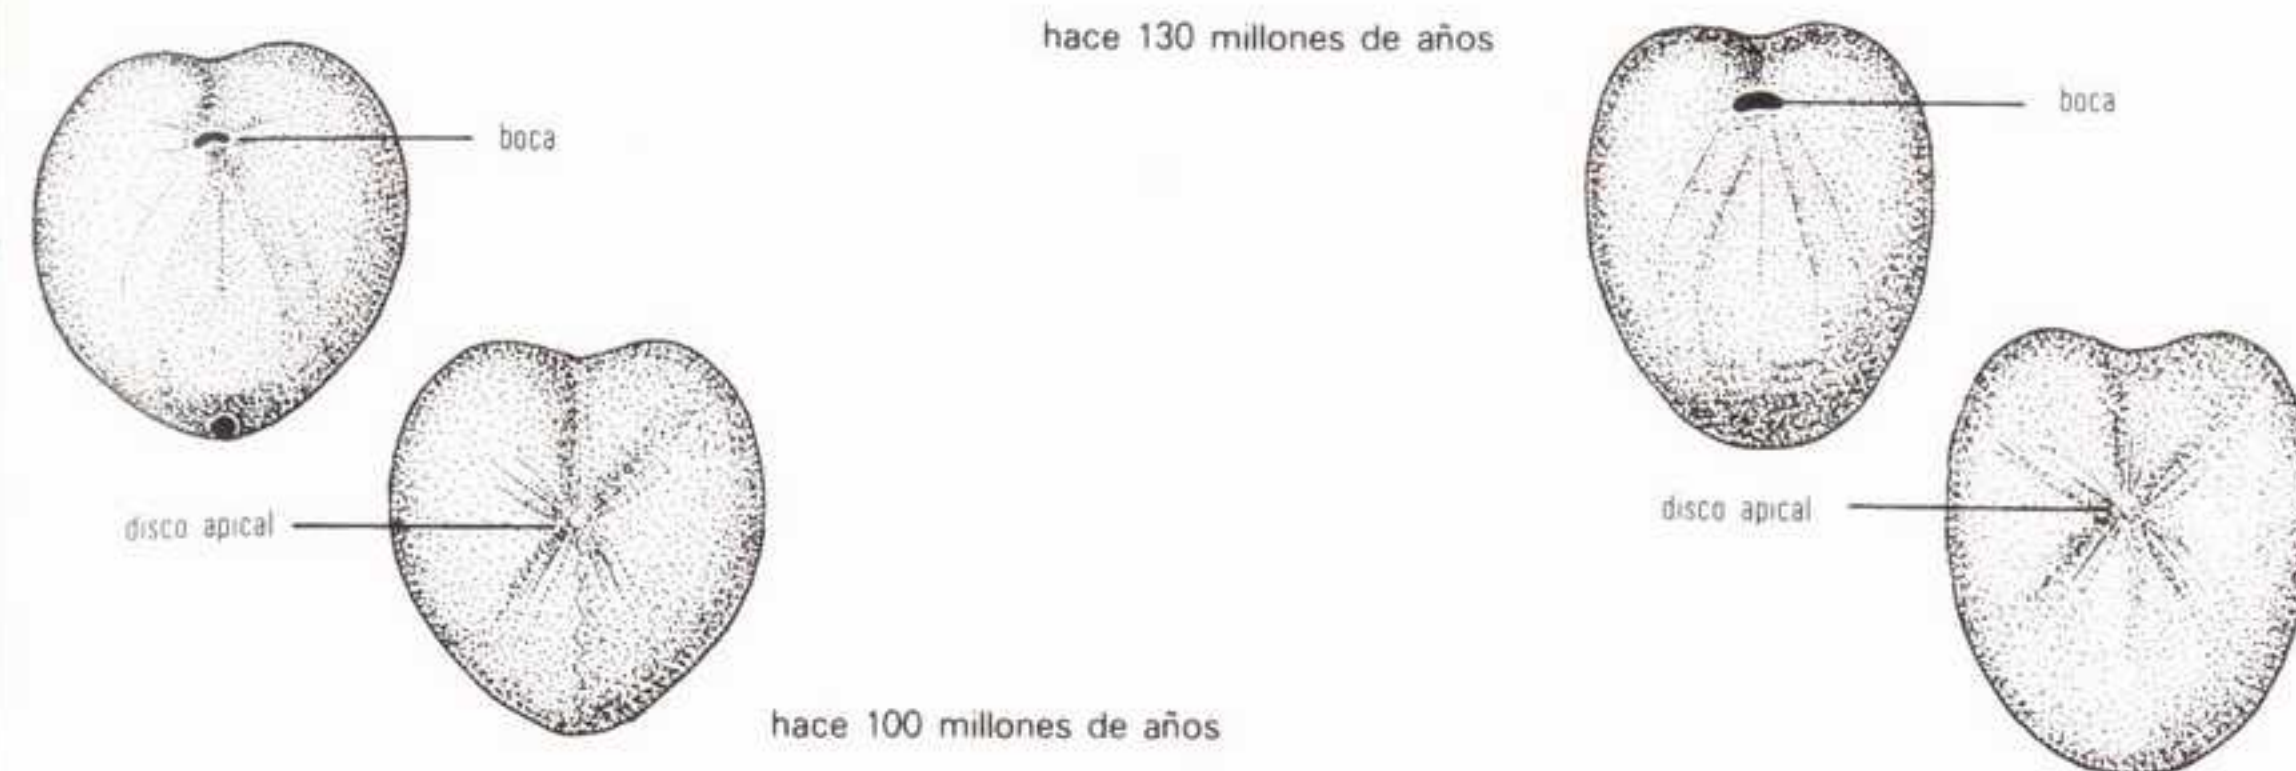 hace 130 millones de años
boca
boca
disco apical
disco apical
hace 100 millones de años